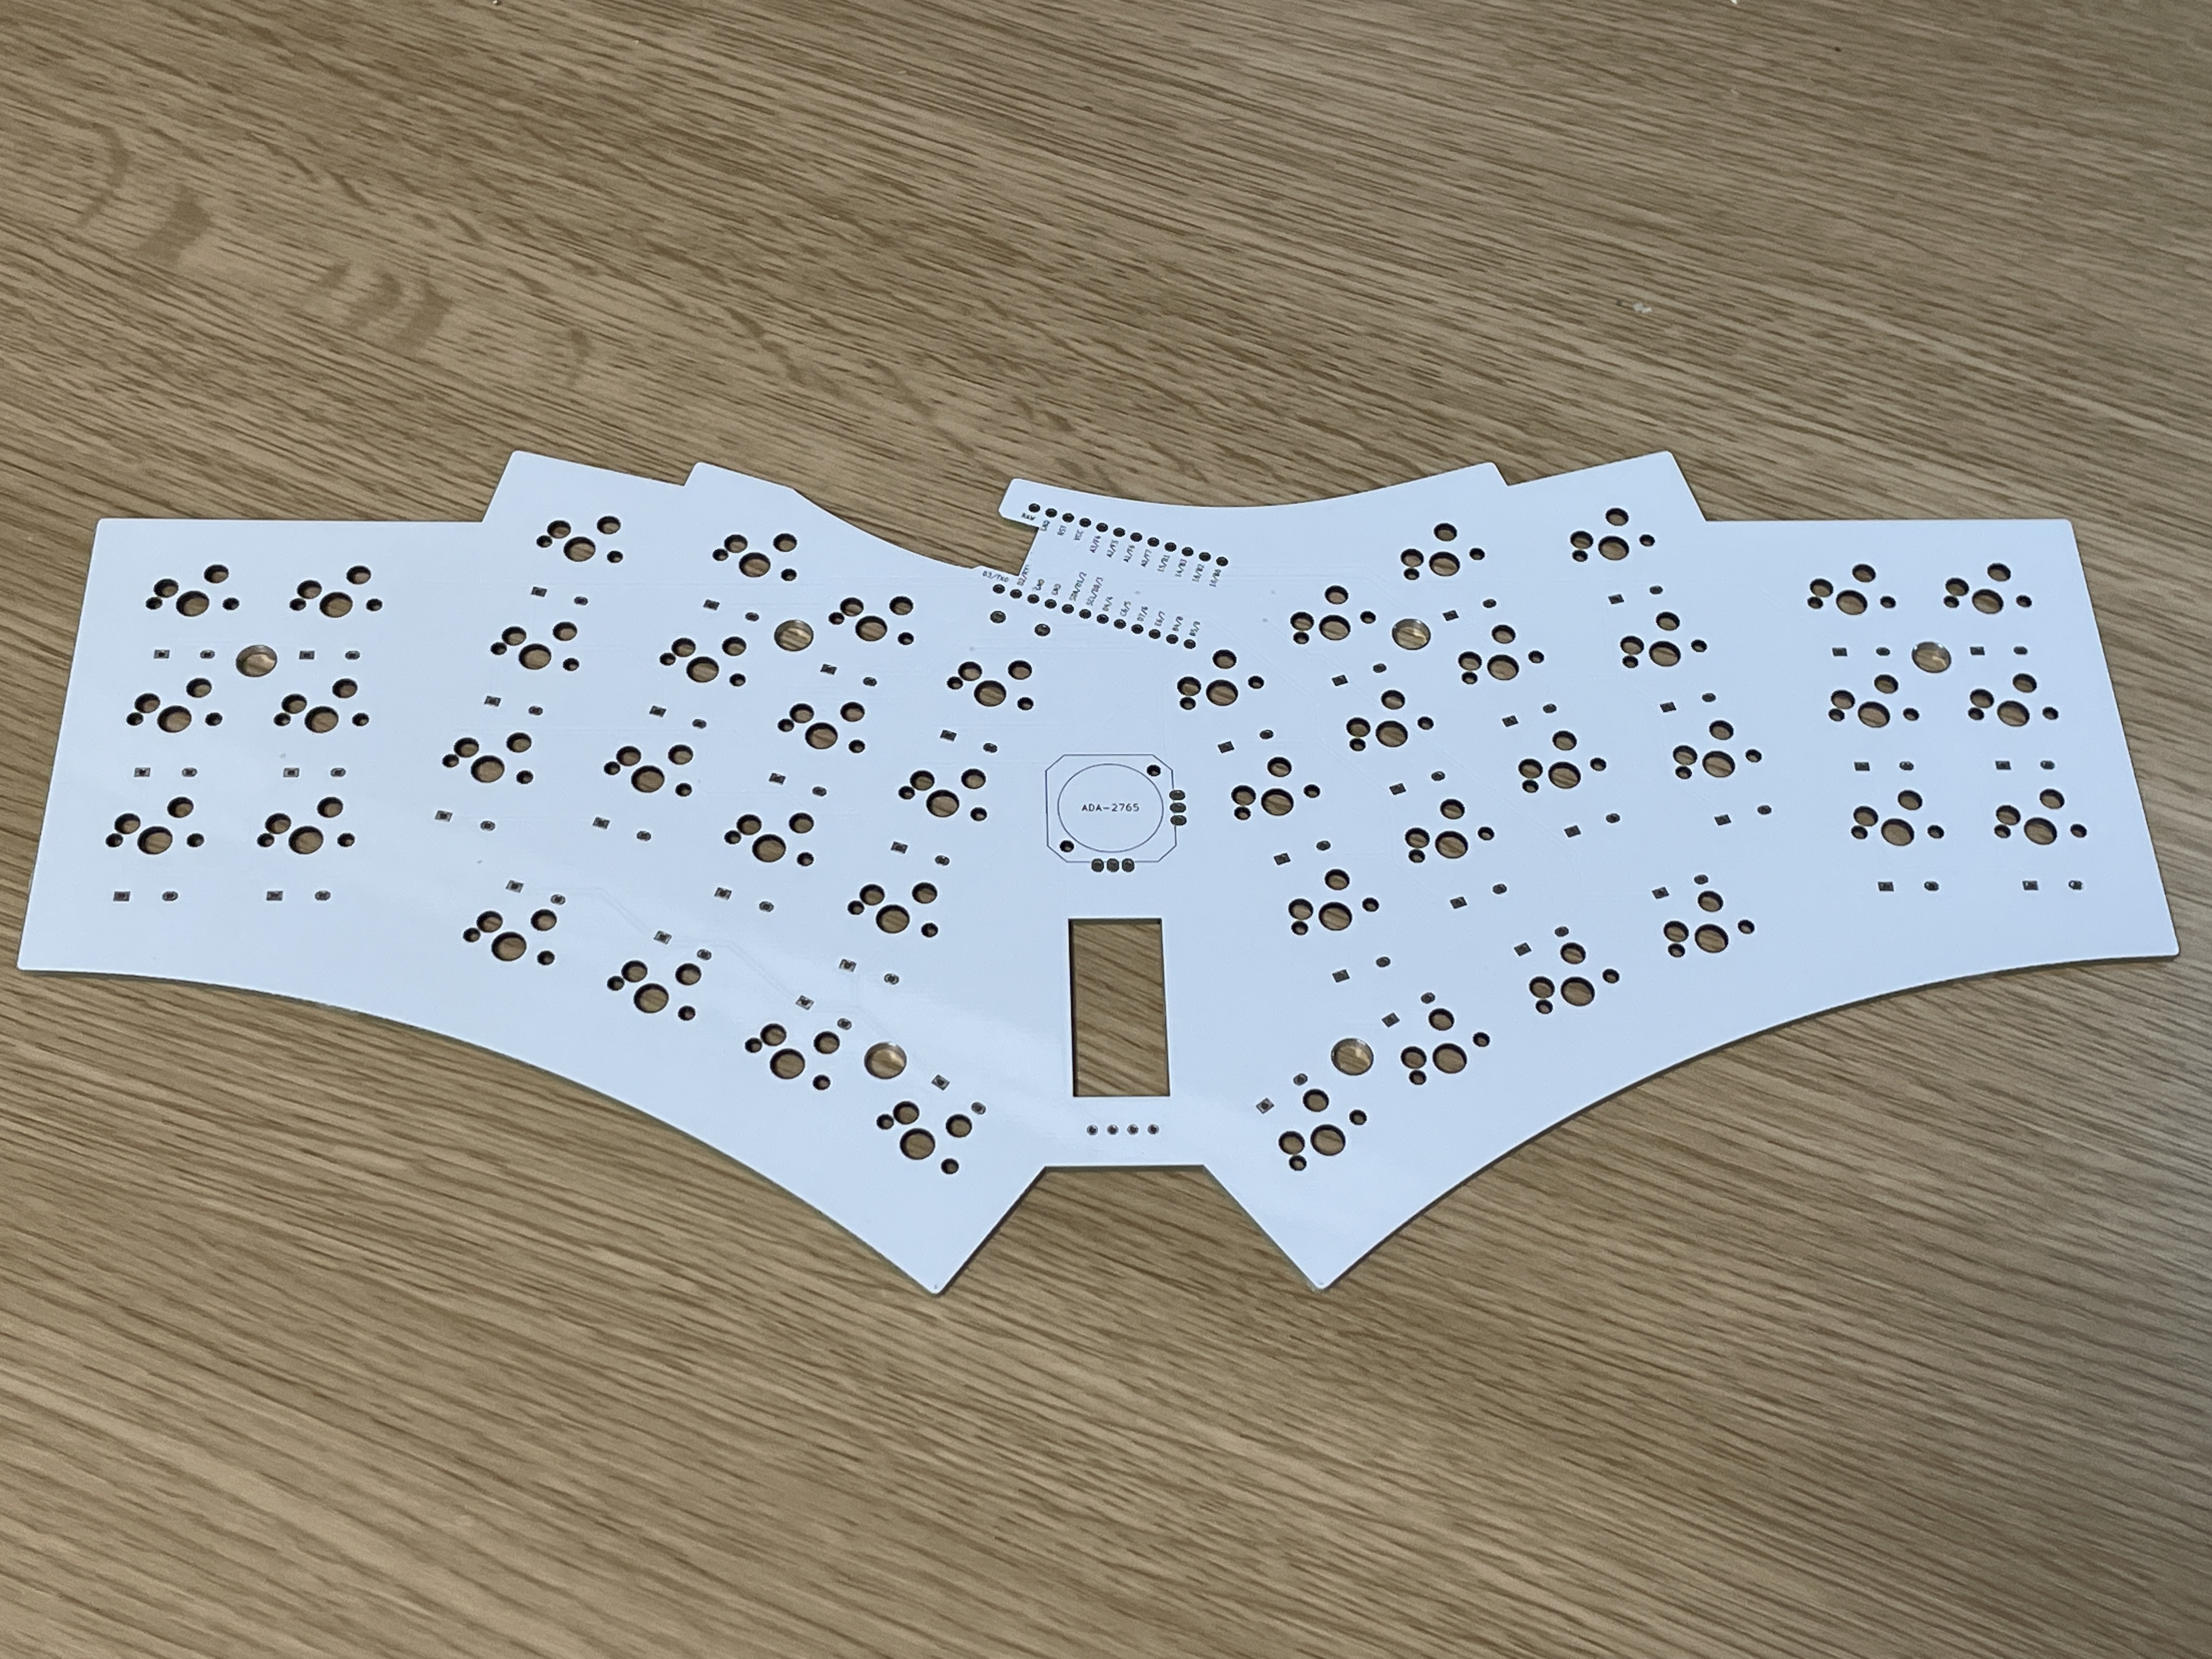 RAW
GND
RST
VCC
A3/F4
A2/F5
A1/F6
A0/F7
15/B1
14/B3
16/B2
10/B6
D3/TX0
GND
GND
SDA/D1/2
SCL/D0/3
D4/4
C6/5
D7/6
E6/7
B4/8
B5/9
ADA-2765